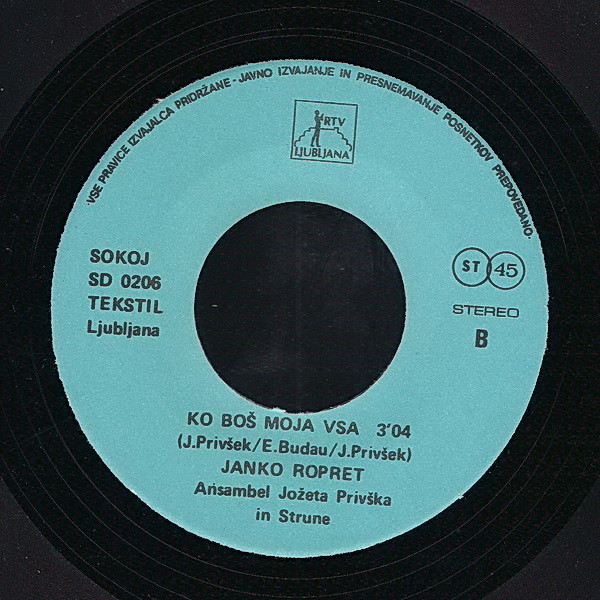 ·VSE PRAVICE IZVAJALCA PRIDRŽANE - JAVNO IZVAJANJE IN PRESNEMAVANJE POSNETKOV PREPOVEDANO·
RTV
LJUBLJANA
SOKOJ
SD 0206
TEKSTIL
Ljubljana
ST 45
STEREO
B
KO BOŠ MOJA VSA 3'04
(J.Privšek/E.Budau/J.Privšek)
JANKO ROPRET
Ansambel Jožeta Privška
in Strune